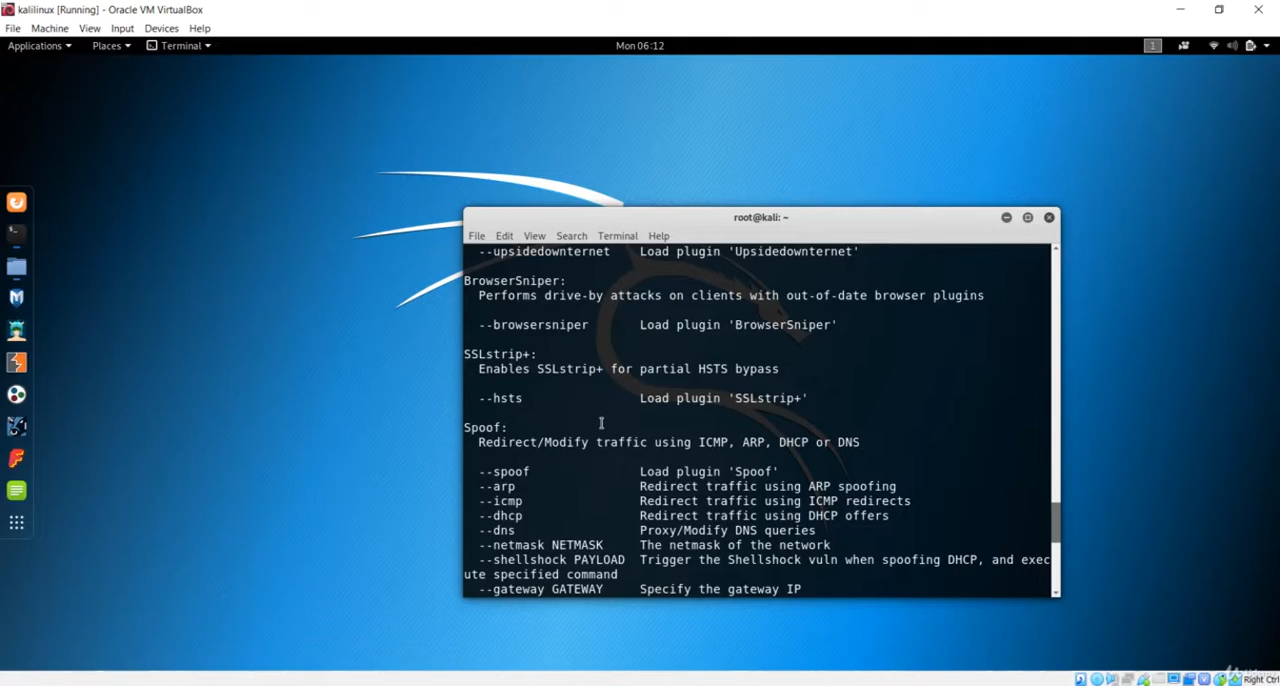 kalilinux [Running] - Oracle VM VirtualBox
File Machine View Input Devices Help
Applications Places Terminal Mon 06:12 1
root@kali: ~
File Edit View Search Terminal Help
--upsidedownternet Load plugin 'Upsidedownternet'
BrowserSniper:
Performs drive-by attacks on clients with out-of-date browser plugins
--browsersniper Load plugin 'BrowserSniper'
SSLstrip+:
Enables SSLstrip+ for partial HSTS bypass
--hsts Load plugin 'SSLstrip+'
Spoof:
Redirect/Modify traffic using ICMP, ARP, DHCP or DNS
--spoof Load plugin 'Spoof'
--arp Redirect traffic using ARP spoofing
--icmp Redirect traffic using ICMP redirects
--dhcp Redirect traffic using DHCP offers
--dns Proxy/Modify DNS queries
--netmask NETMASK The netmask of the network
--shellshock PAYLOAD Trigger the Shellshock vuln when spoofing DHCP, and exec
ute specified command
--gateway GATEWAY Specify the gateway IP
Right Ctrl